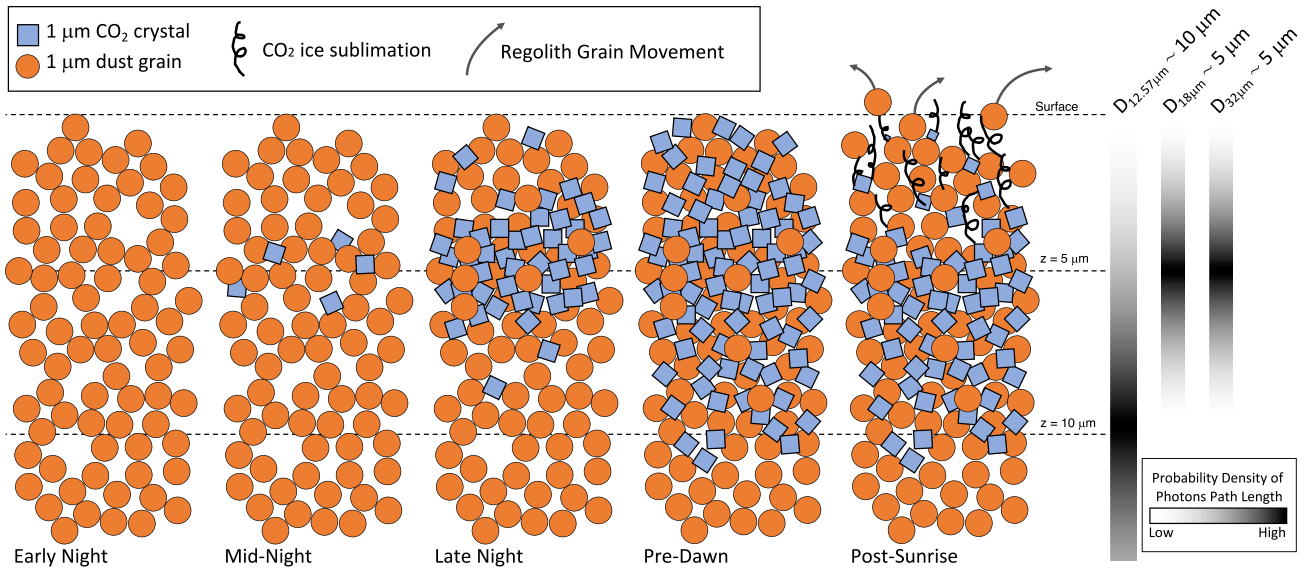 1 μm CO₂ crystal
1 μm dust grain
CO₂ ice sublimation
Regolith Grain Movement
D12.57μm ~ 10 μm
D18μm ~ 5 μm
D32μm ~ 5 μm
Surface
z = 5 μm
z = 10 μm
Probability Density of
Photons Path Length
Low High
Early Night
Mid-Night
Late Night
Pre-Dawn
Post-Sunrise